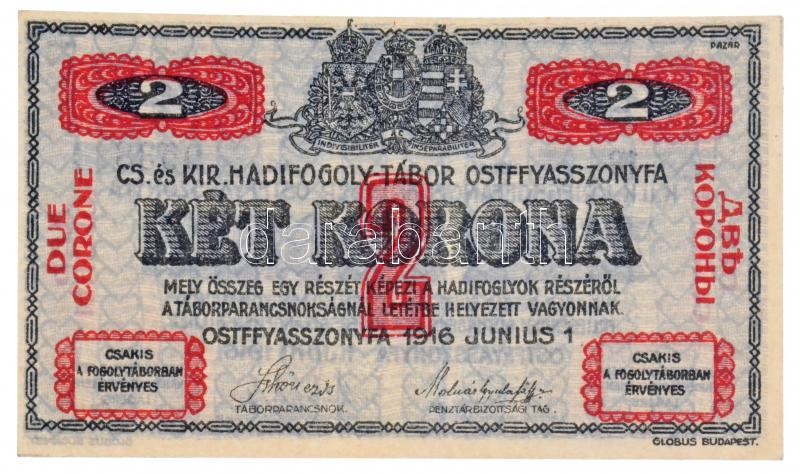 PAZAR
2
2
INDIVISIBILITER AC INSEPARABILITER
CS. és KIR. HADIFOGOLY-TÁBOR OSTFFYASSZONYFA
KÉT KORONA
2
DUE CORONE
ДВѢ КОРОНЫ
darabanth
MELY ÖSSZEG EGY RÉSZÉT KÉPEZI A HADIFOGLYOK RÉSZÉRŐL
A TÁBORPARANCSNOKSÁGNÁL LETÉTBE HELYEZETT VAGYONNAK.
OSTFFYASSZONYFA 1916 JUNIUS 1
CSAKIS
A FOGOLYTÁBORBAN
ÉRVÉNYES
CSAKIS
A FOGOLYTÁBORBAN
ÉRVÉNYES
TÁBORPARANCSNOK.
PÉNZTÁRBIZOTTSÁGI TAG.
GLOBUS BUDAPEST.